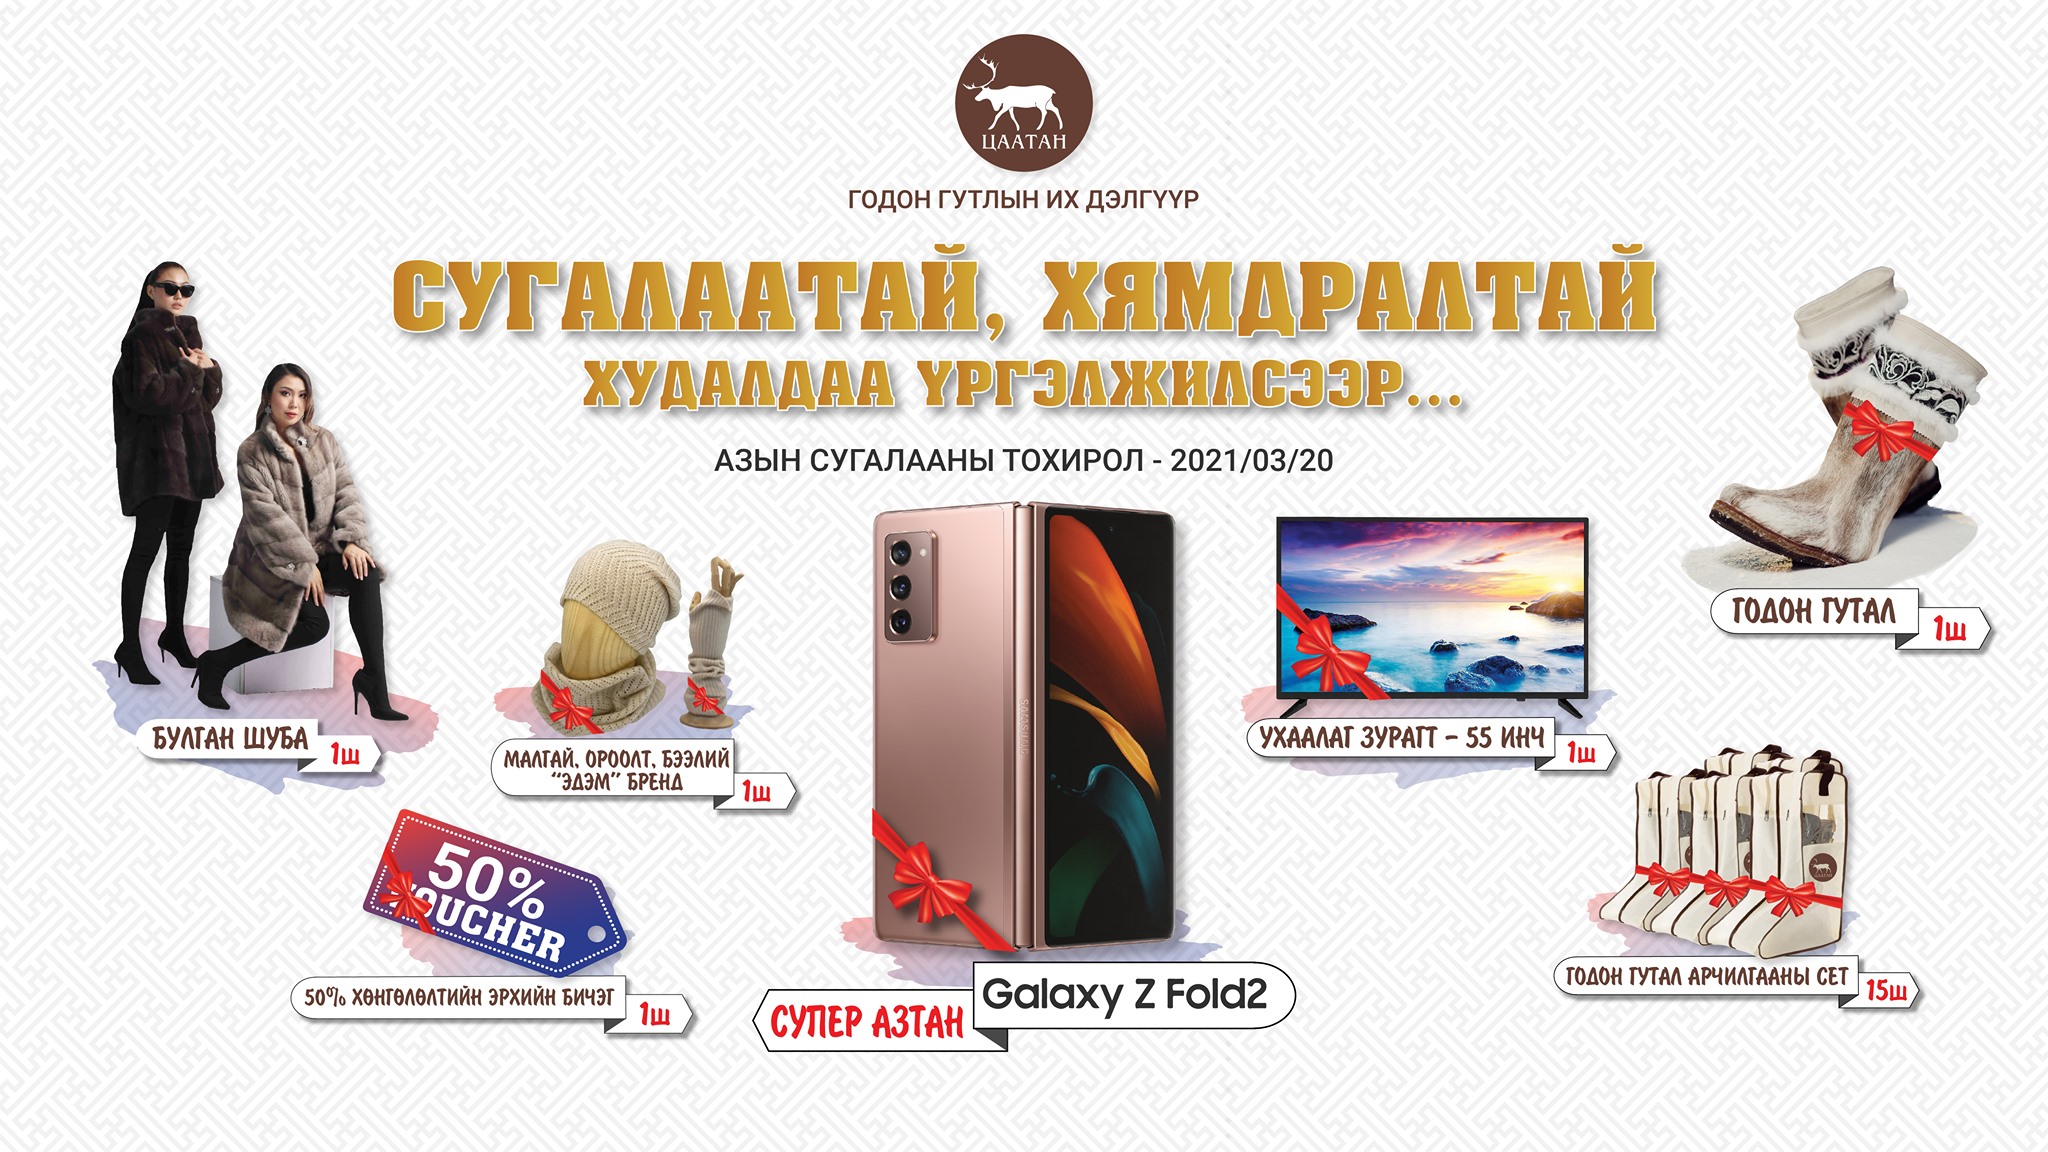 ЦААТАН
ГОДОН ГУТЛЫН ИХ ДЭЛГҮҮР
СУГАЛААТАЙ, ХЯМДРАЛТАЙ
ХУДАЛДАА ҮРГЭЛЖИЛСЭЭР...
АЗЫН СУГАЛААНЫ ТОХИРОЛ - 2021/03/20
БУЛГАН ШУБА
1ш
МАЛГАЙ, ОРООЛТ, БЭЭЛИЙ
“ЭДЭМ” БРЕНД
1ш
50%
VOUCHER
50% ХӨНГӨЛӨЛТИЙН ЭРХИЙН БИЧЭГ
1ш
SAMSUNG
СУПЕР АЗТАН
Galaxy Z Fold2
УХААЛАГ ЗУРАГТ – 55 ИНЧ
1ш
ГОДОН ГУТАЛ
1ш
ЦААТАН
ГОДОН ГУТАЛ АРЧИЛГААНЫ СЕТ
15ш